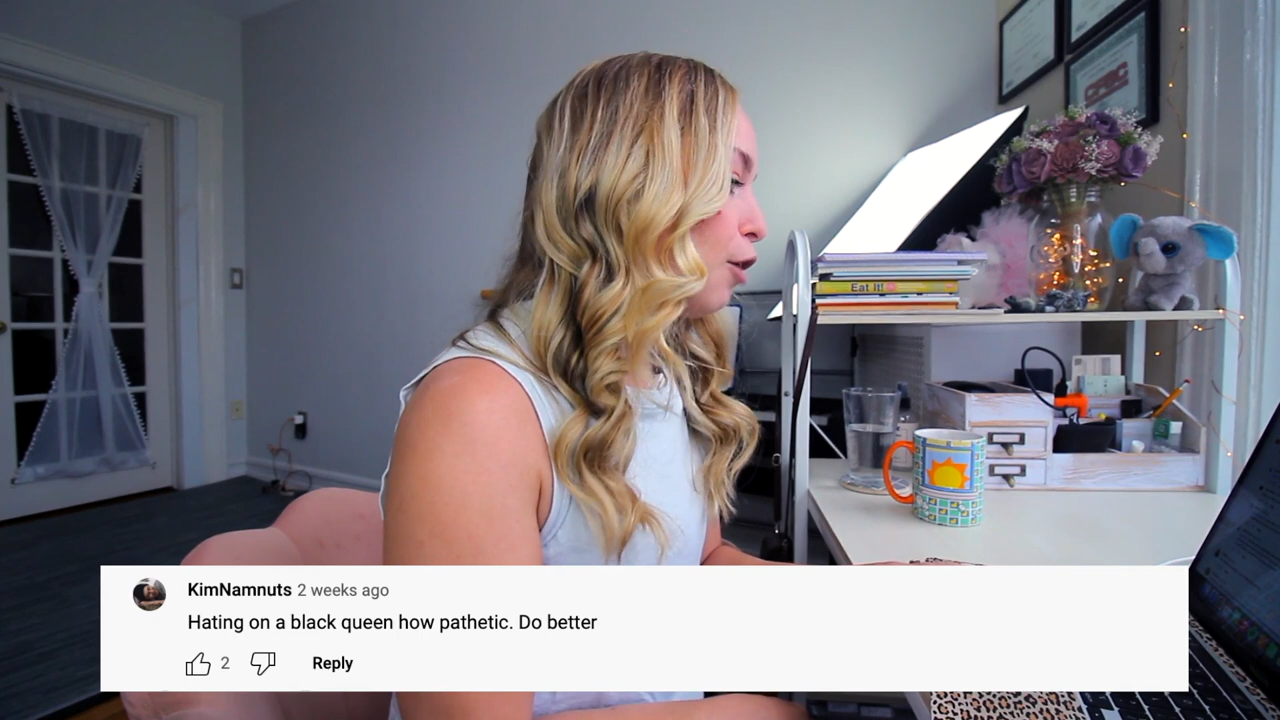 Eat It!
KimNamnuts 2 weeks ago
Hating on a black queen how pathetic. Do better
2
Reply